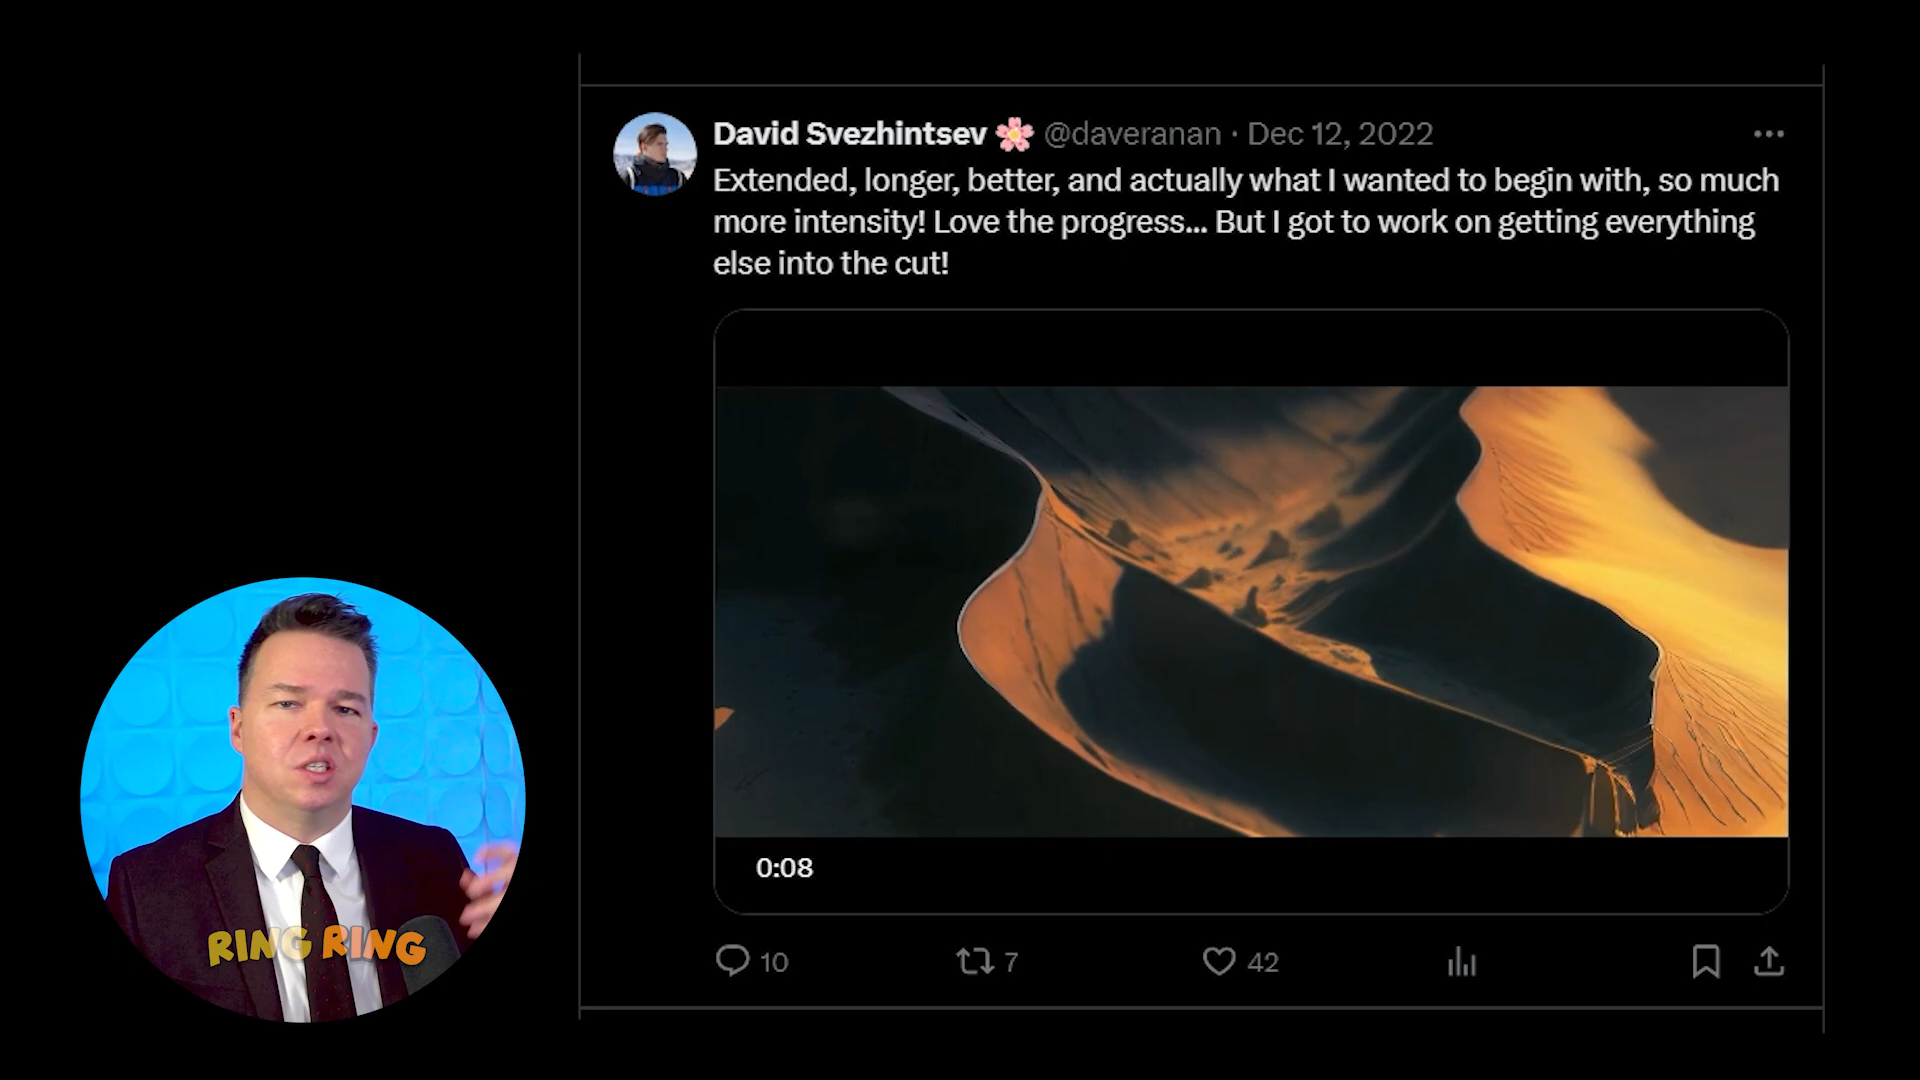 David Svezhintsev 🌸 @daveranan · Dec 12, 2022
Extended, longer, better, and actually what I wanted to begin with, so much
more intensity! Love the progress... But I got to work on getting everything
else into the cut!
0:08
10 7 42
RING RING